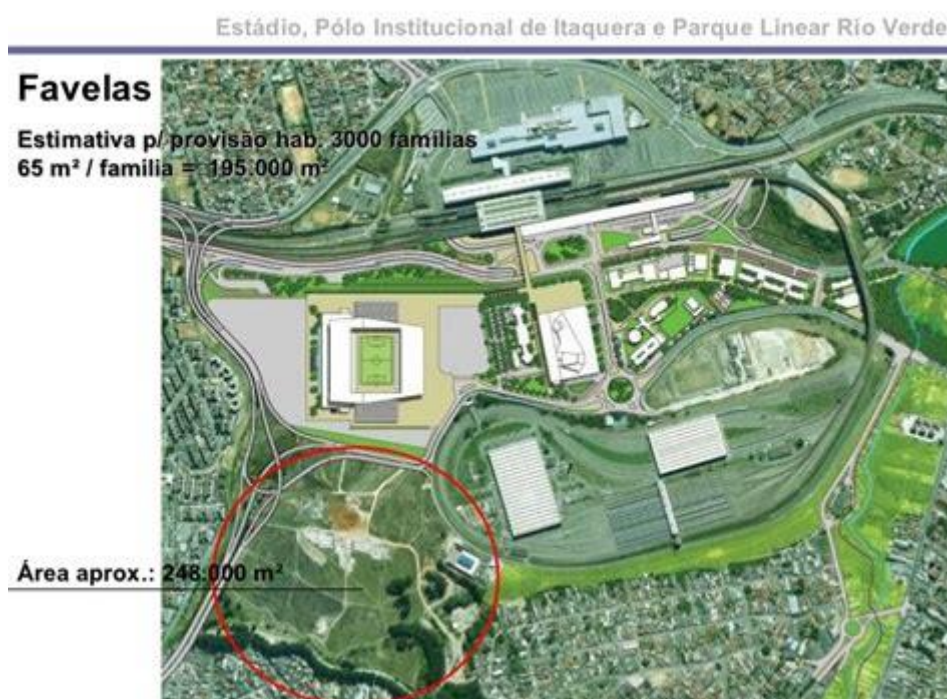 Estádio, Pólo Institucional de Itaquera e Parque Linear Rio Verde
Favelas
Estimativa p/ provisão hab. 3000 famílias
65 m² / família = 195.000 m²
Área aprox.: 248.000 m²